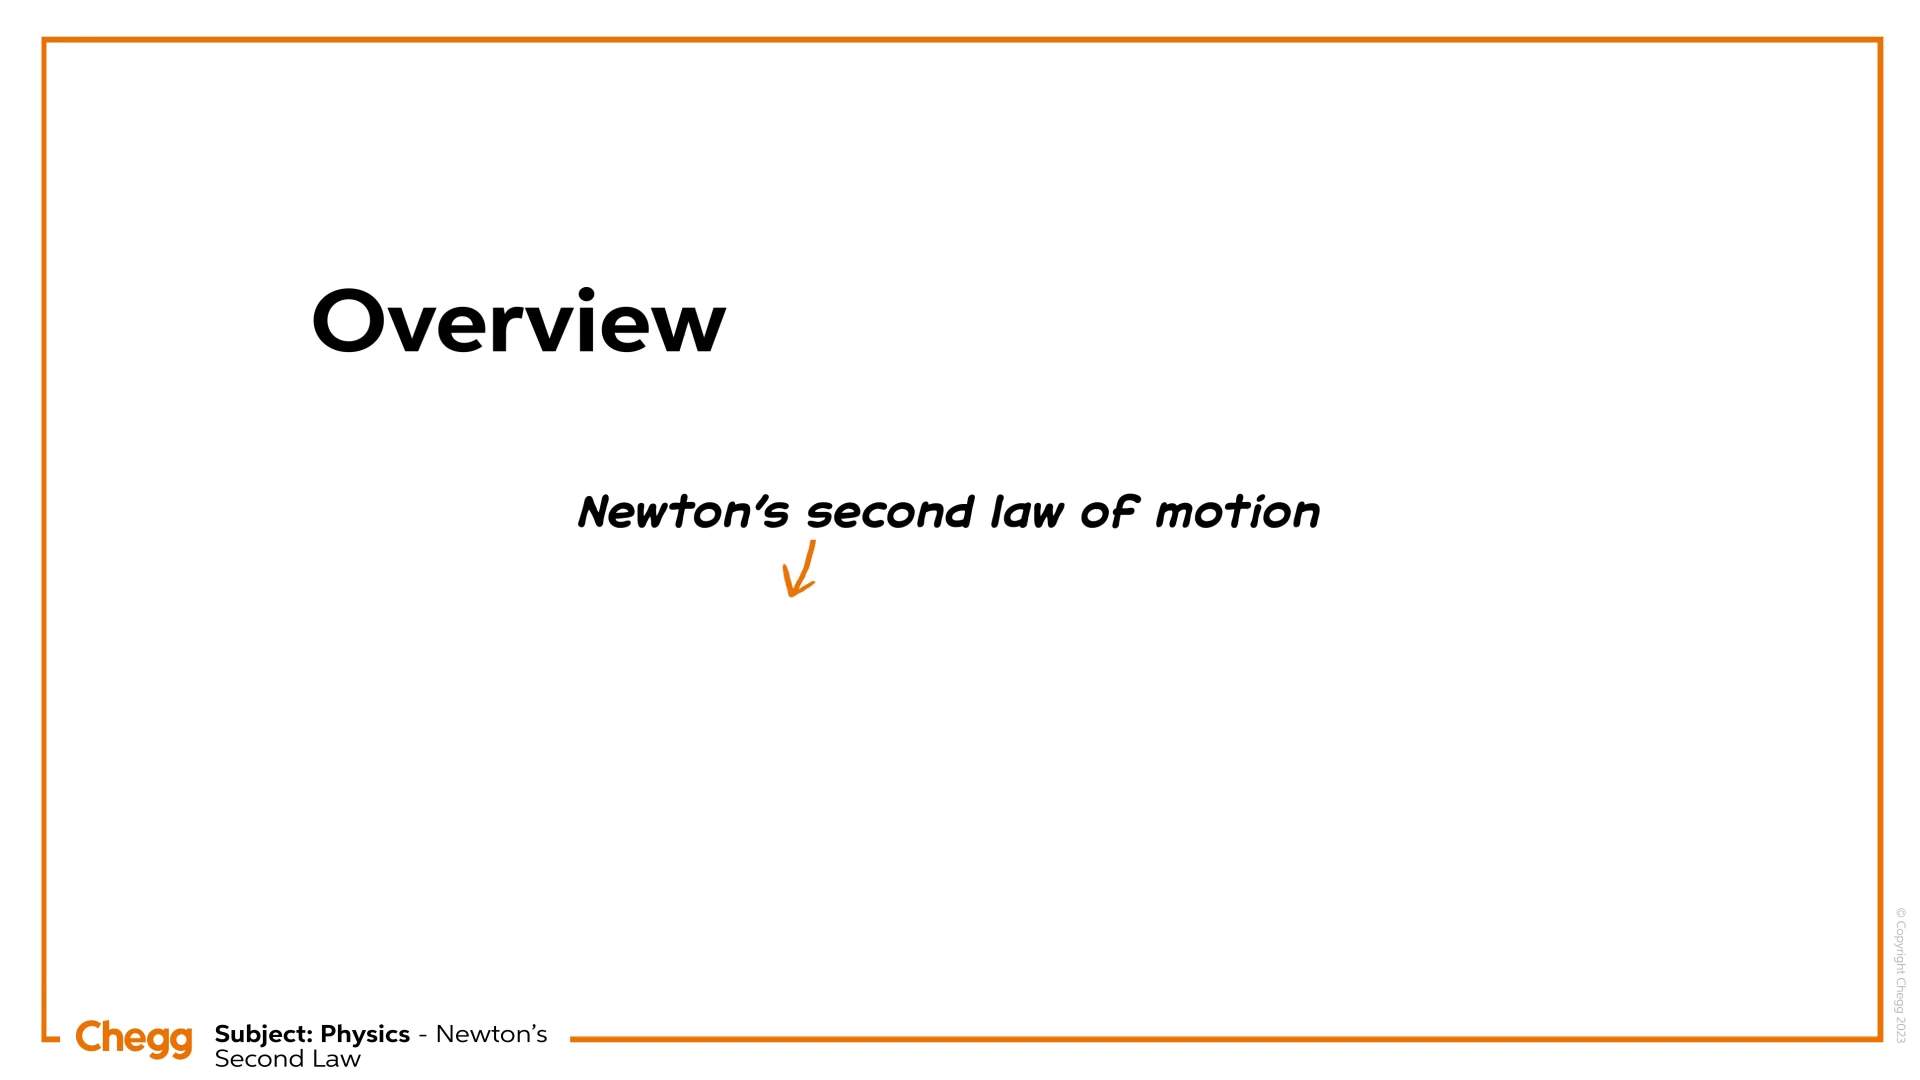 Overview
Newton's second law of motion
Chegg
Subject: Physics - Newton's
Second Law
© Copyright Chegg 2023